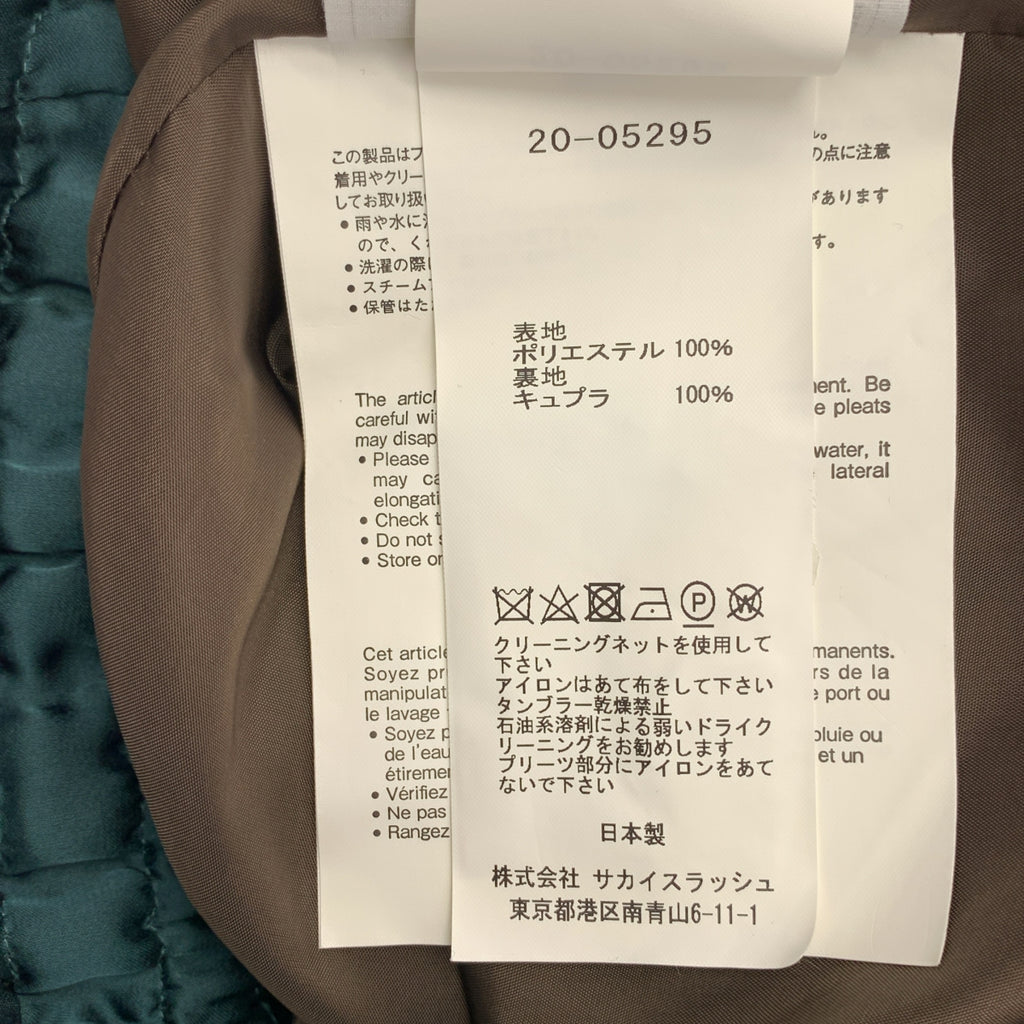 20-05295
表地
ポリエステル 100%
裏地
キュプラ 100%
P
W
クリーニングネットを使用して
下さい
アイロンはあて布をして下さい
タンブラー乾燥禁止
石油系溶剤による弱いドライク
リーニングをお勧めします
プリーツ部分にアイロンをあて
ないで下さい
日本製
株式会社 サカイスラッシュ
東京都港区南青山6-11-1
この製品はプ
着用やクリー
してお取り扱
• 雨や水に
ので、く
• 洗濯の際
• スチーム
• 保管はた
ん。
の点に注意
があります
す。
The articl
careful wi
may disap
• Please
may ca
elongati
• Check t
• Do not s
• Store or
ent. Be
e pleats
water, it
lateral
Cet article
Soyez pr
manipulat
le lavage
• Soyez p
de l'eau
étiremer
• Vérifiez
• Ne pas
• Rangez
manents.
rs de la
e port ou
pluie ou
et un